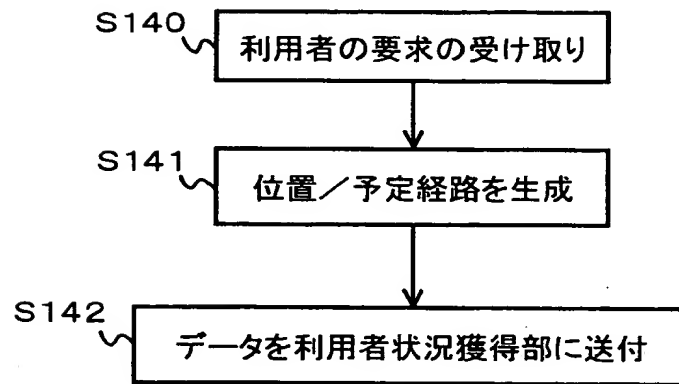 S140
利用者の要求の受け取り
S141
位置／予定経路を生成
S142
データを利用者状況獲得部に送付